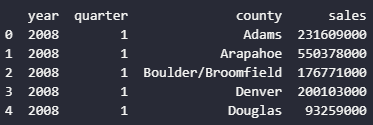 year quarter county sales
0 2008 1 Adams 231609000
1 2008 1 Arapahoe 550378000
2 2008 1 Boulder/Broomfield 176771000
3 2008 1 Denver 200103000
4 2008 1 Douglas 93259000